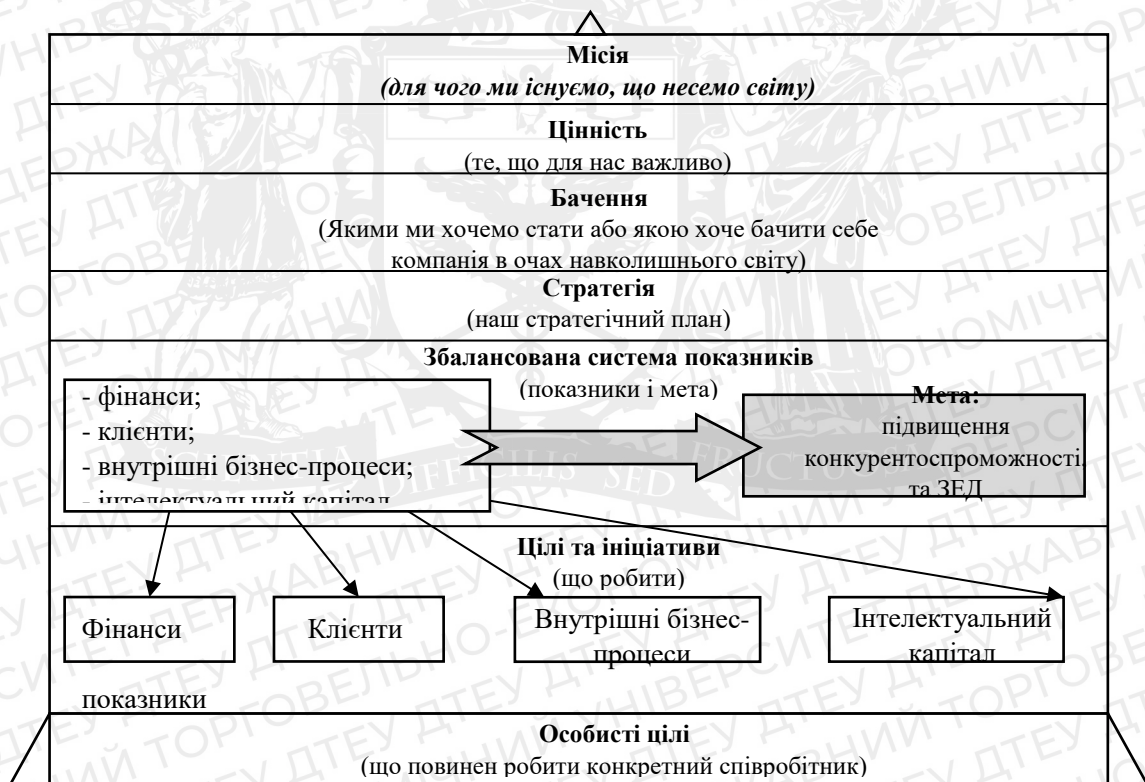 Місія
(для чого ми існуємо, що несемо світу)
Цінність
(те, що для нас важливо)
Бачення
(Якими ми хочемо стати або якою хоче бачити себе
компанія в очах навколишнього світу)
Стратегія
(наш стратегічний план)
Збалансована система показників
(показники і мета)
- фінанси;
- клієнти;
- внутрішні бізнес-процеси;
- інтелектуальний капітал
Мета:
підвищення
конкурентоспроможності
та ЗЕД
Цілі та ініціативи
(що робити)
Фінанси
Клієнти
Внутрішні бізнес-
процеси
Інтелектуальний
капітал
показники
Особисті цілі
(що повинен робити конкретний співробітник)